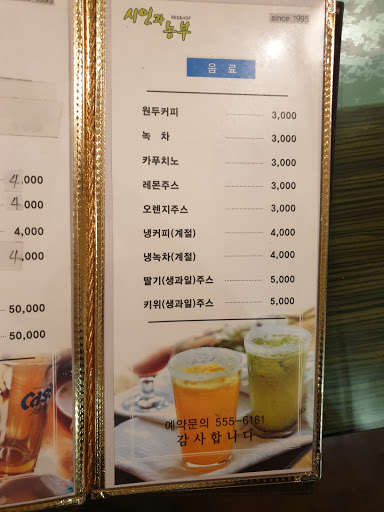 시인과
농부
RES&HOF
since 1995
음 료
원두커피 3,000
녹 차 3,000
카푸치노 3,000
레몬주스 3,000
오렌지주스 3,000
냉커피(계절) 4,000
냉녹차(계절) 4,000
딸기(생과일)주스 5,000
키위(생과일)주스 5,000
예약문의 555-6161
감사합니다
4,000
4,000
4,000
4,000
50,000
50,000
Cass